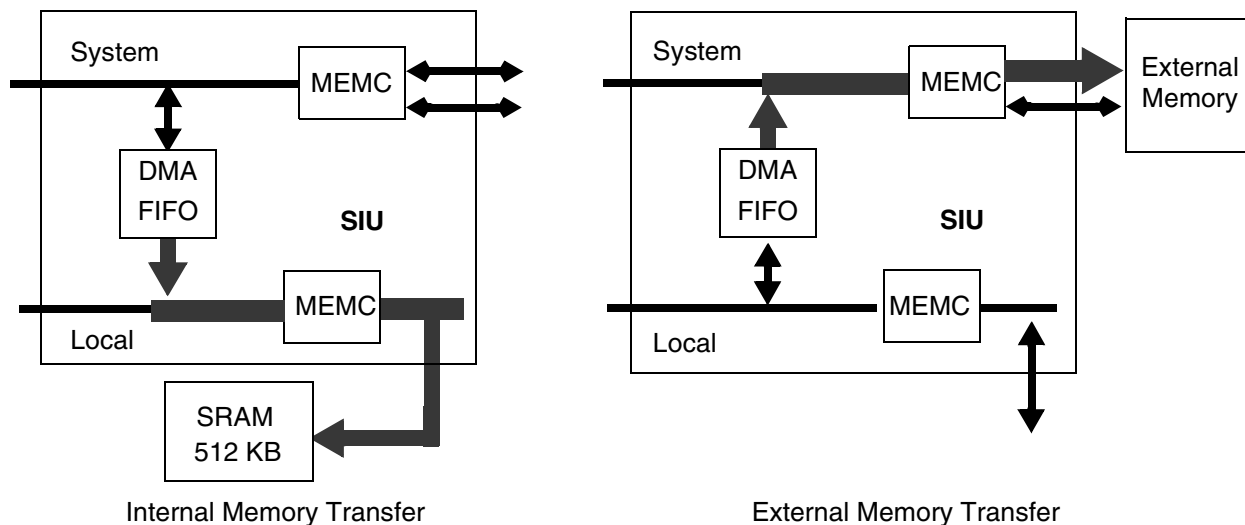 System
MEMC
DMA
FIFO
SIU
MEMC
Local
SRAM
512 KB
Internal Memory Transfer
System
MEMC
External
Memory
DMA
FIFO
SIU
MEMC
Local
External Memory Transfer